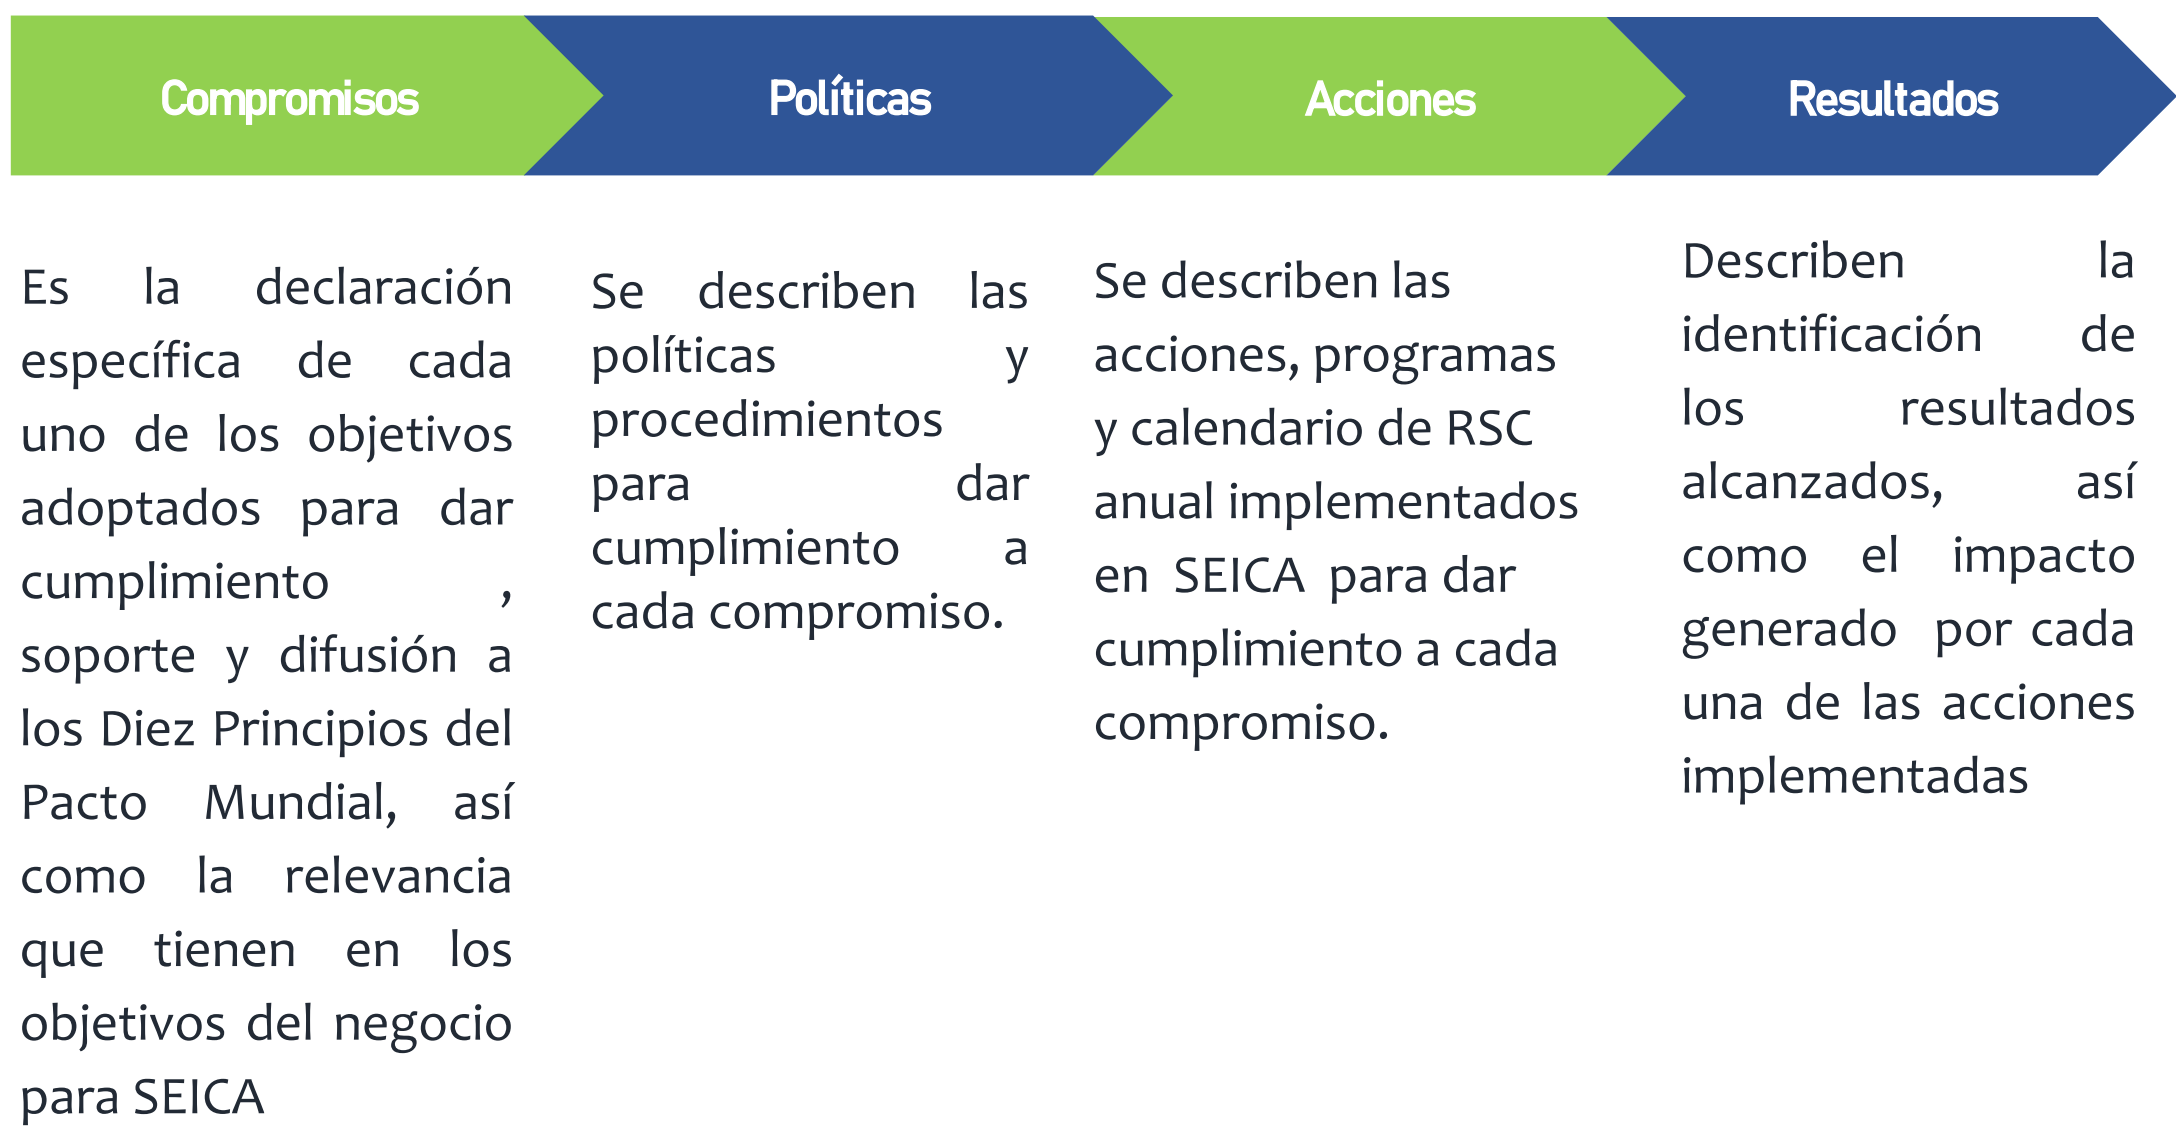 Compromisos
Políticas
Acciones
Resultados
Es la declaración
específica de cada
uno de los objetivos
adoptados para dar
cumplimiento ,
soporte y difusión a
los Diez Principios del
Pacto Mundial, así
como la relevancia
que tienen en los
objetivos del negocio
para SEICA
Se describen las
políticas y
procedimientos
para dar
cumplimiento a
cada compromiso.
Se describen las
acciones, programas
y calendario de RSC
anual implementados
en SEICA para dar
cumplimiento a cada
compromiso.
Describen la
identificación de
los resultados
alcanzados, así
como el impacto
generado por cada
una de las acciones
implementadas